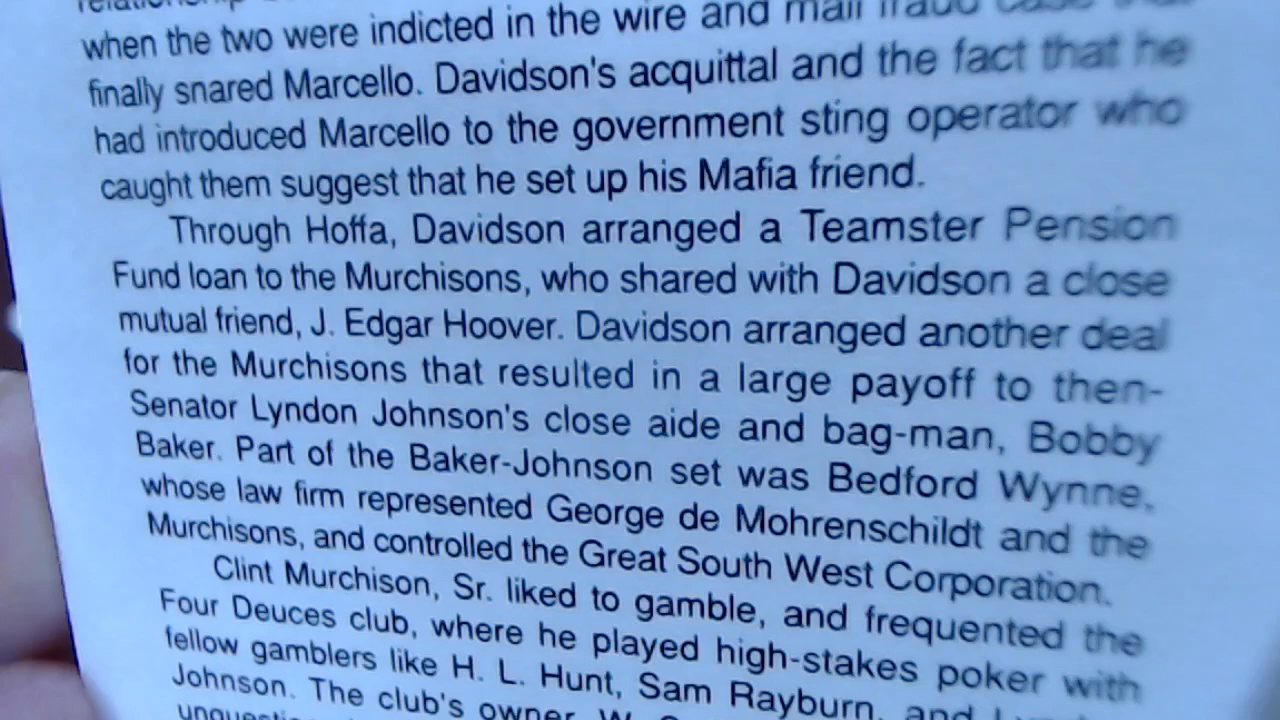 when the two were indicted in the wire and mail fraud case
finally snared Marcello. Davidson's acquittal and the fact that he
had introduced Marcello to the government sting operator who
caught them suggest that he set up his Mafia friend.
Through Hoffa, Davidson arranged a Teamster Pension
Fund loan to the Murchisons, who shared with Davidson a close
mutual friend, J. Edgar Hoover. Davidson arranged another deal
for the Murchisons that resulted in a large payoff to then-
Senator Lyndon Johnson's close aide and bag-man, Bobby
Baker. Part of the Baker-Johnson set was Bedford Wynne,
whose law firm represented George de Mohrenschildt and the
Murchisons, and controlled the Great South West Corporation.
Clint Murchison, Sr. liked to gamble, and frequented the
Four Deuces club, where he played high-stakes poker with
fellow gamblers like H. L. Hunt, Sam Rayburn, and
Johnson. The club's owner, W.